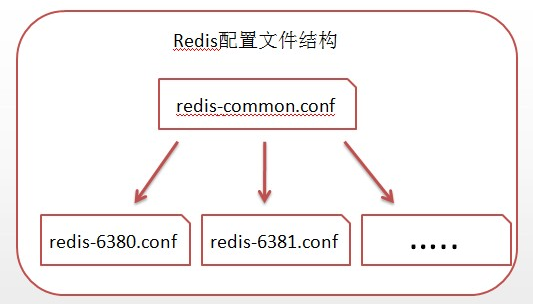 Redis配置文件结构
redis-common.conf
redis-6380.conf
redis-6381.conf
.....